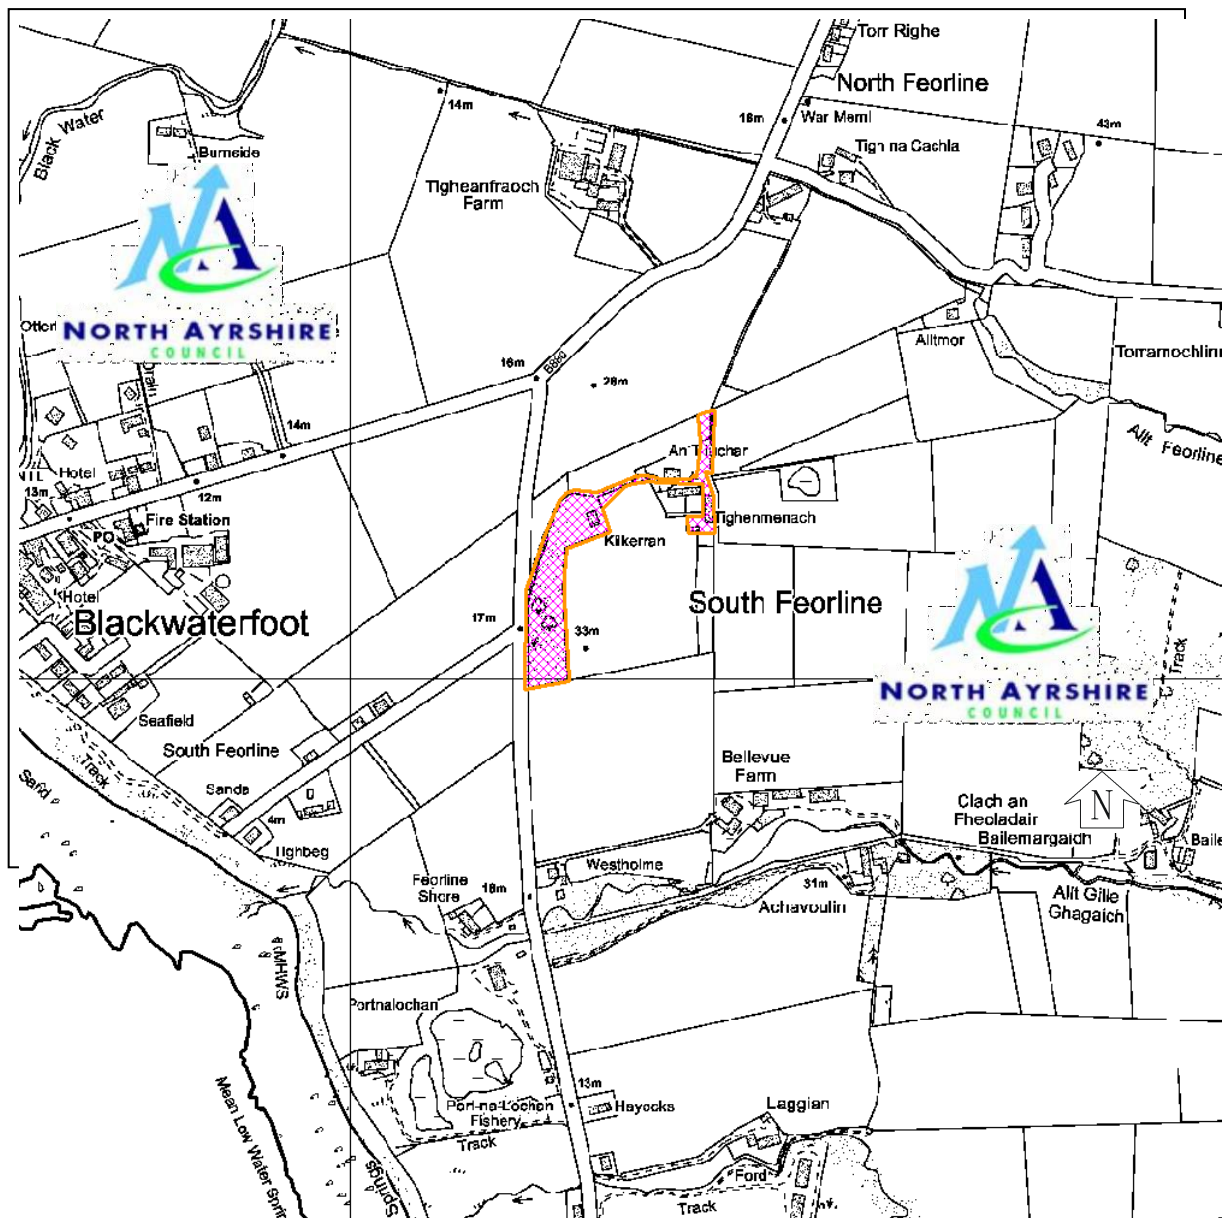 Torr Righe
North Feorline
14m
18m
War Meml
43m
Black Water
Burnside
Tigh na Cachla
Tigheanfraoch
Farm
NORTH AYRSHIRE
COUNCIL
Alltmor
Torramochlinn
16m
B880
28m
14m
Allt Feorline
Hotel
13m
12m
Fire Station
PO
Tighenmenach
Kilkerran
Hotel
Blackwaterfoot
South Feorline
17m
33m
Track
NORTH AYRSHIRE
COUNCIL
Seafield
South Feorline
Track
Sand
Sanda
4m
Bellevue
Farm
Clach an
Fheoladair
N
Bailemargaidh
Tighbeg
Westholme
Feorline
Shore
18m
31m
Achavoulin
Allt Gille
Ghagaich
MHWS
Portnalochan
13m
Port-na-Lochan
Fishery
Hayocks
Laggian
Track
Mean Low Water Sprin
Springs
Ford
Track